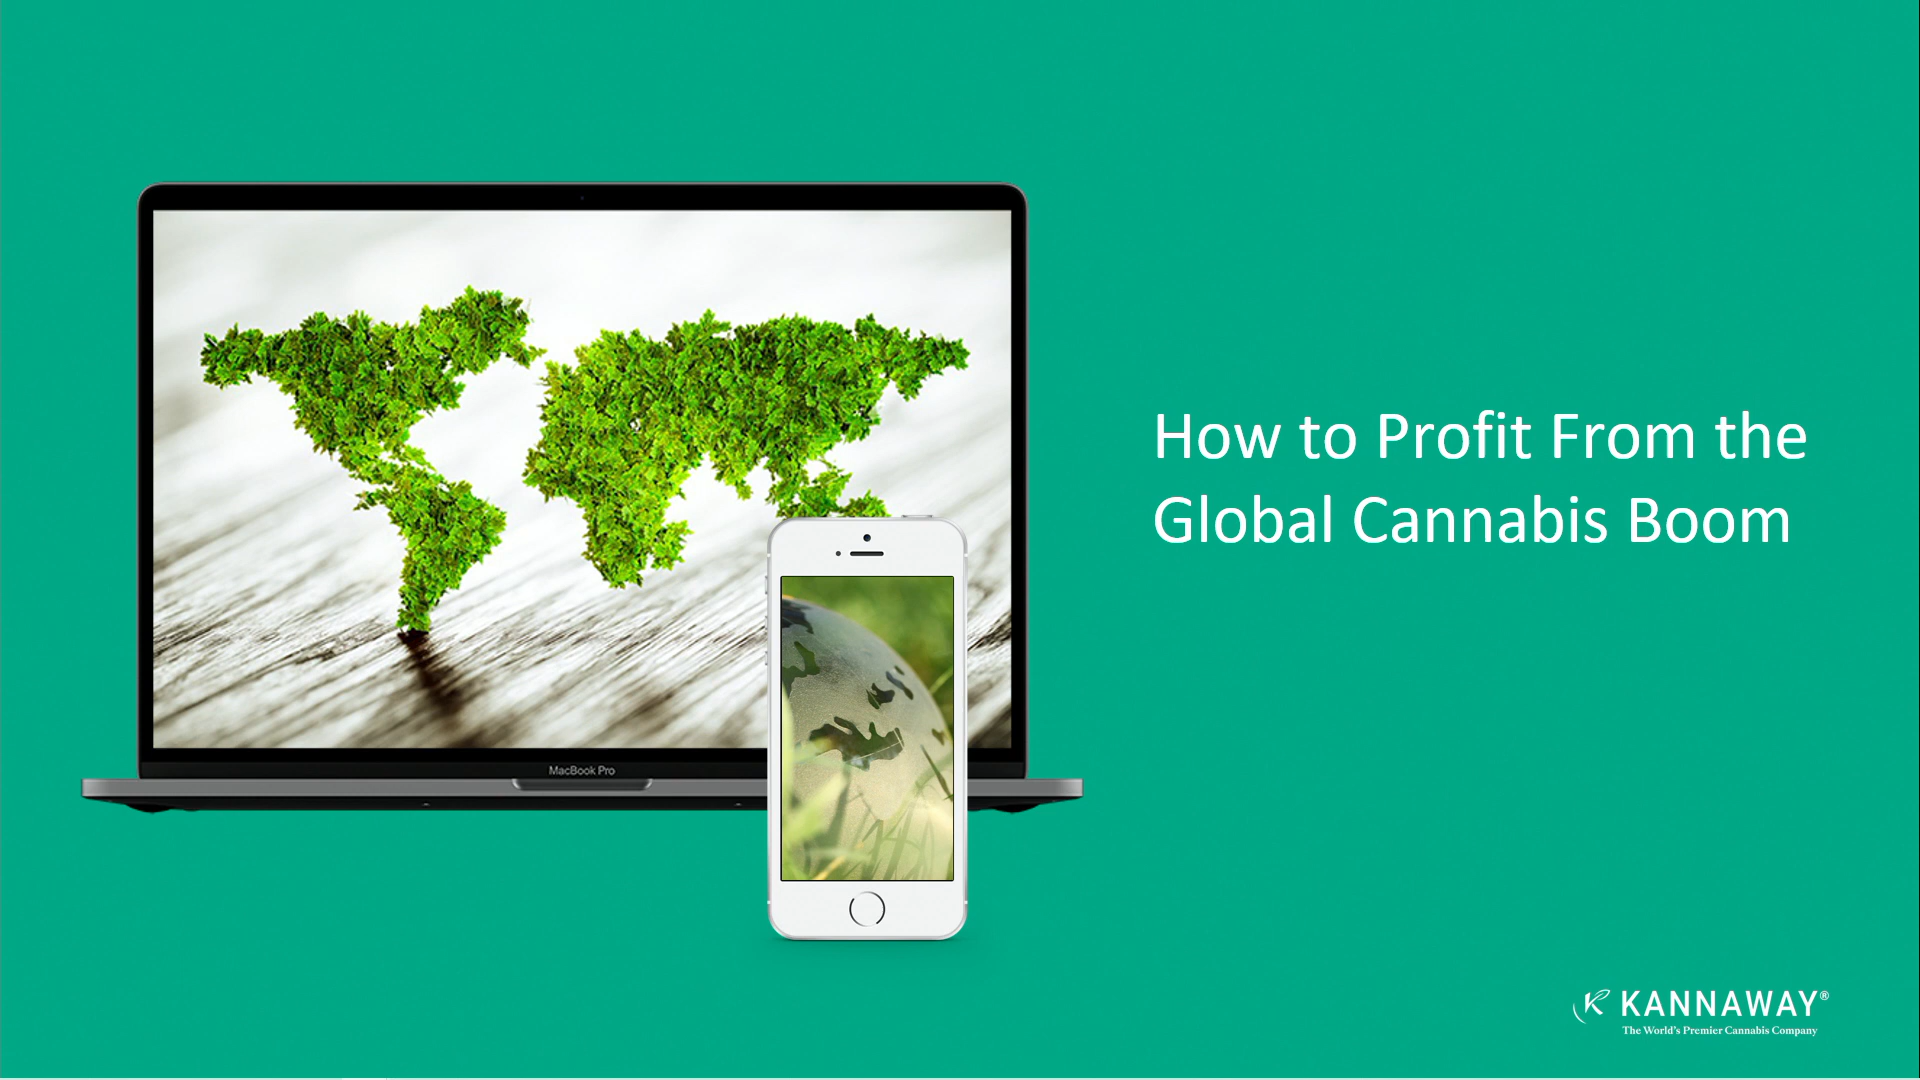 How to Profit From the
Global Cannabis Boom
MacBook Pro
KANNAWAY®
The World's Premier Cannabis Company